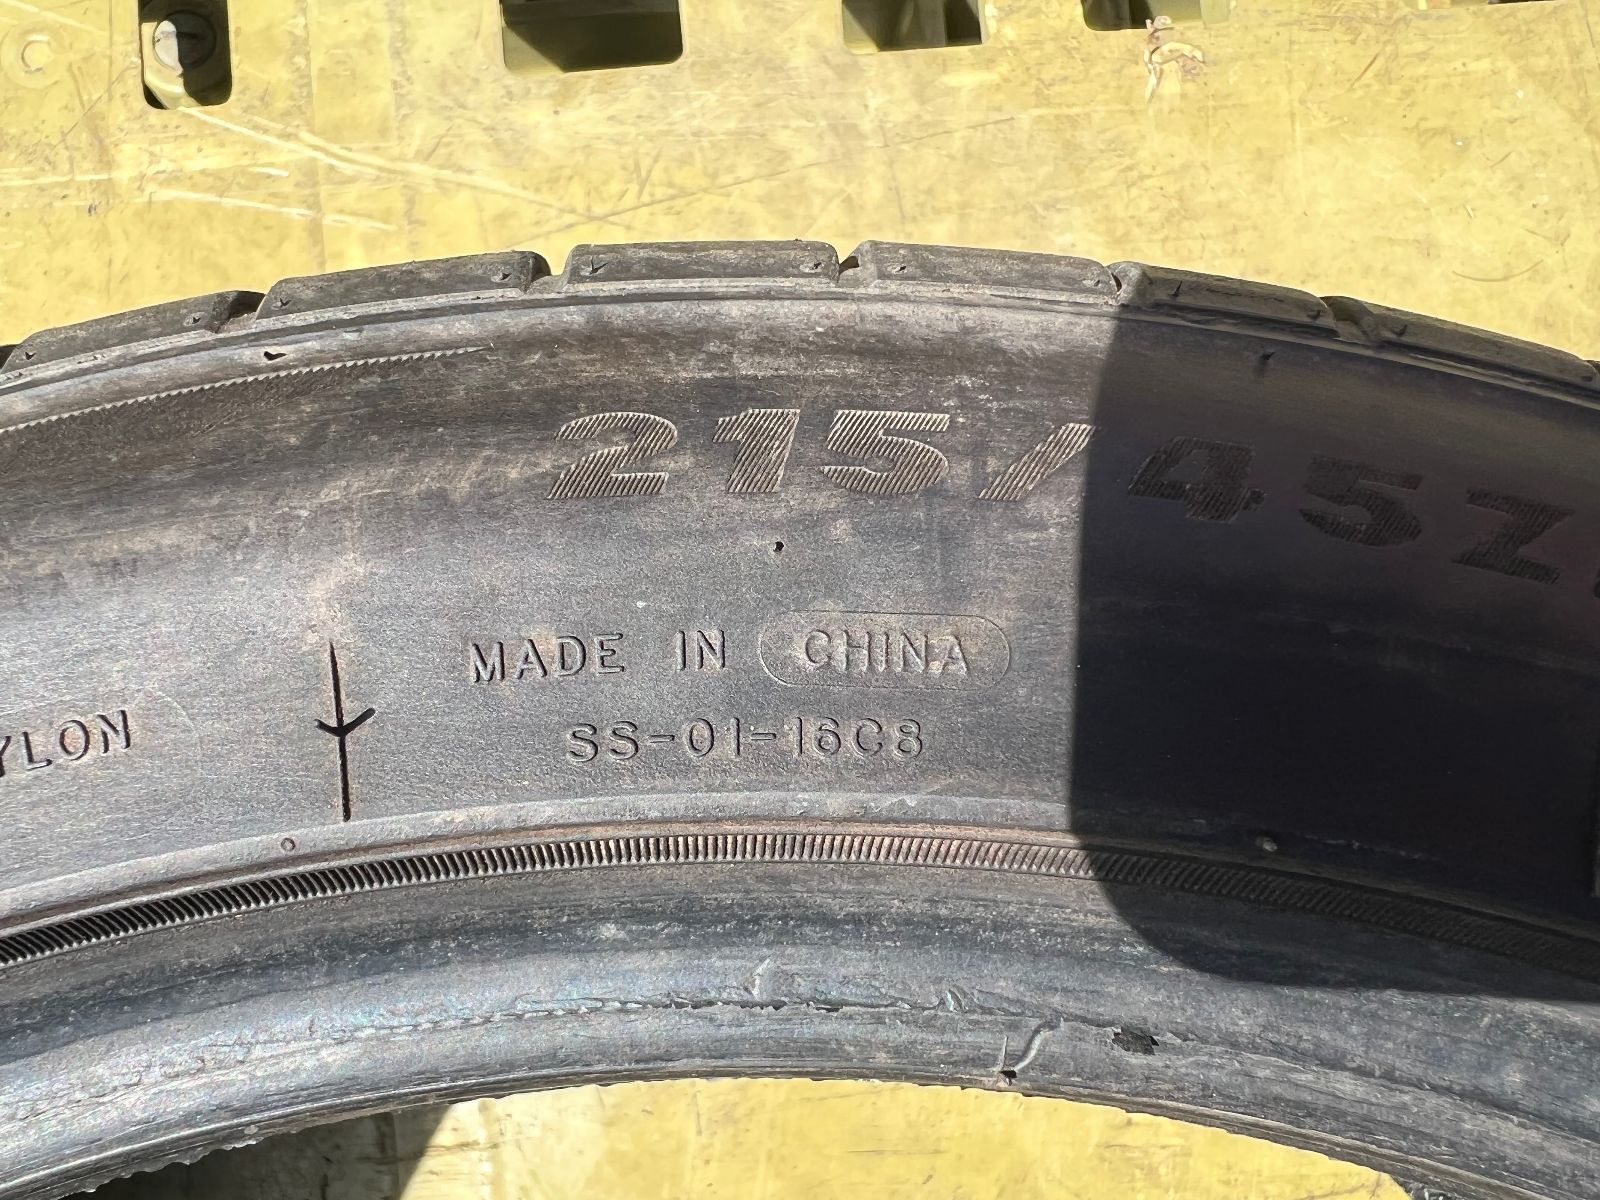 215/45Z
MADE IN CHINA
SS-01-16C8
YLON